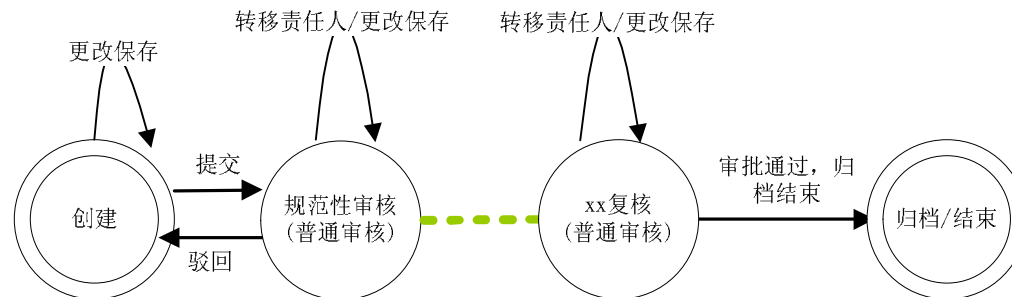 转移责任人/更改保存
转移责任人/更改保存
更改保存
提交
审批通过，归
档结束
创建
规范性审核
(普通审核)
xx复核
(普通审核)
归档/结束
驳回